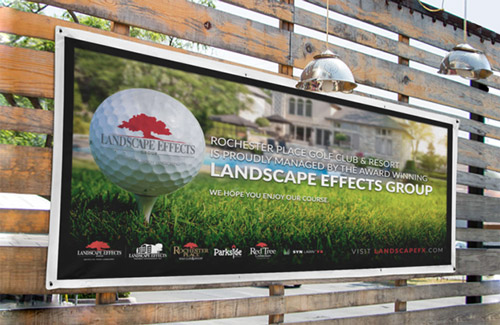 LANDSCAPE EFFECTS
ROCHESTER PLACE GOLF CLUB & RESORT
IS PROUDLY MANAGED BY THE AWARD WINNING
LANDSCAPE EFFECTS GROUP
WE HOPE YOU ENJOY OUR COURSE
LANDSCAPE EFFECTS
LANDSCAPE EFFECTS
ROCHESTER PLACE
Parkside
Red Tree
SYNLAWN
VISIT LANDSCAPEFX.COM